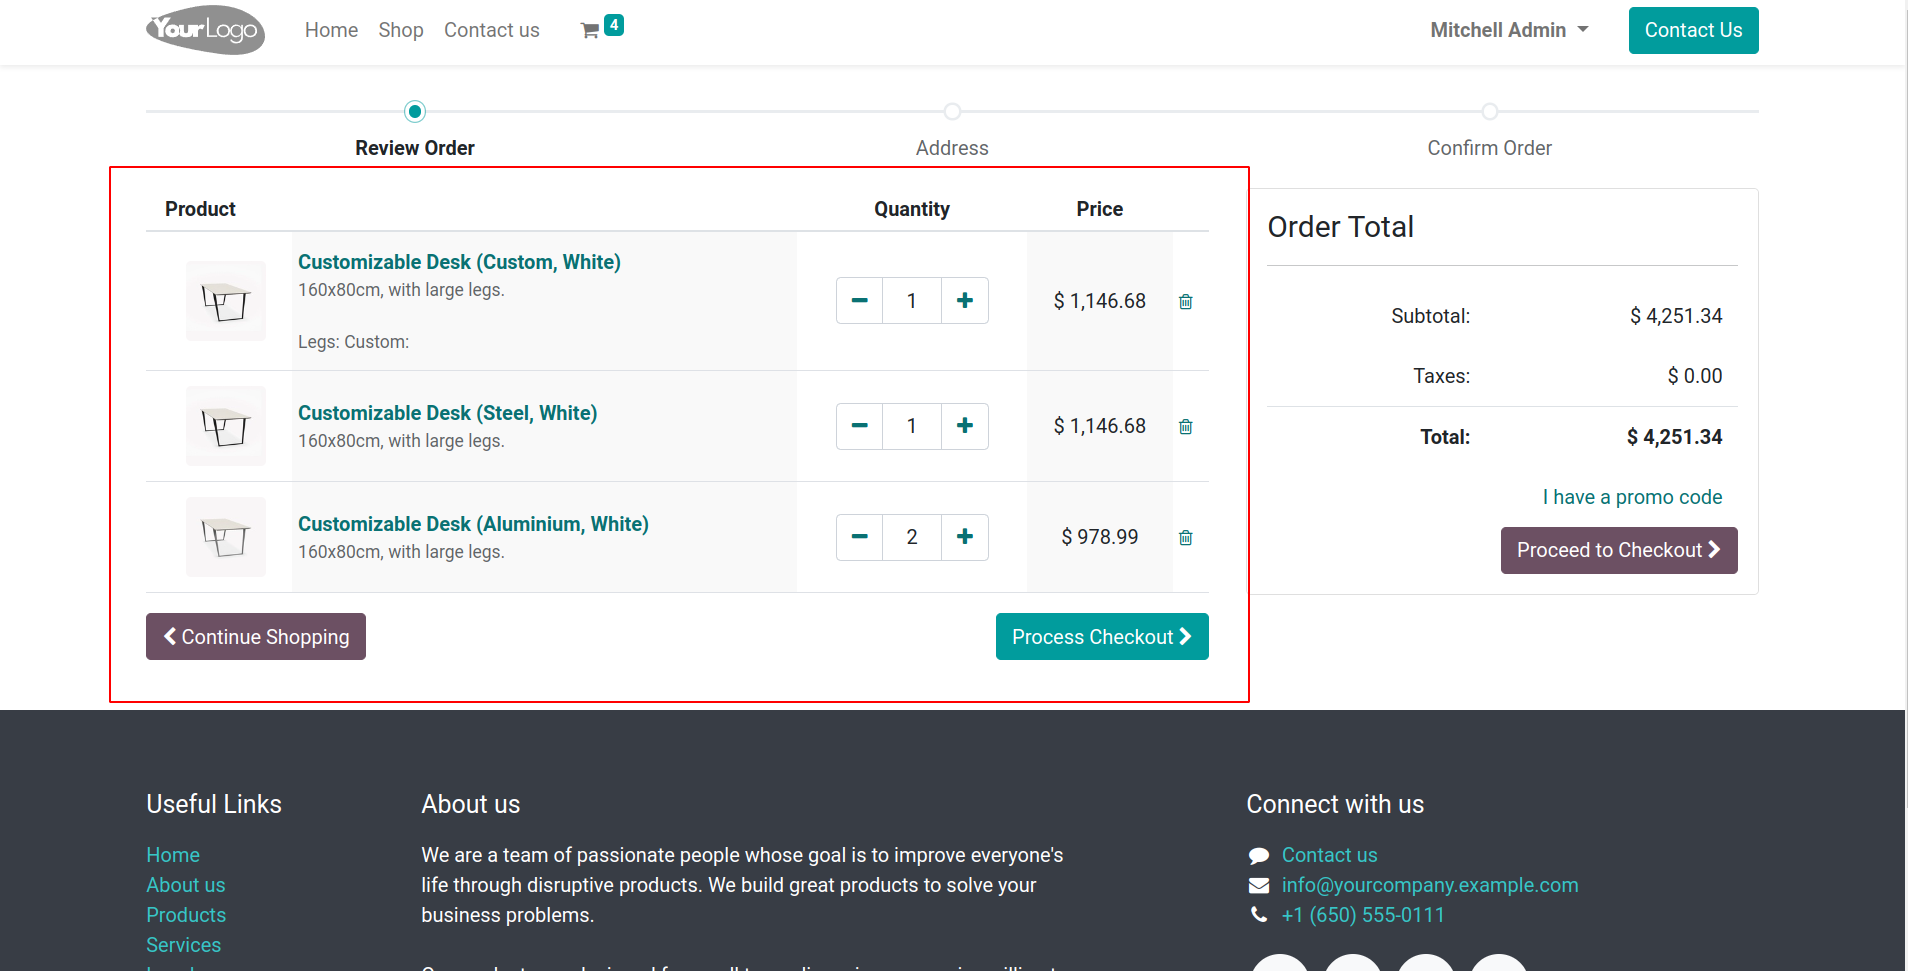 YourLogo
Home Shop Contact us 4
Mitchell Admin
Contact Us
Review Order
Address
Confirm Order
Product Quantity Price
Customizable Desk (Custom, White)
160x80cm, with large legs.
Legs: Custom:
1
$ 1,146.68
Customizable Desk (Steel, White)
160x80cm, with large legs.
1
$ 1,146.68
Customizable Desk (Aluminium, White)
160x80cm, with large legs.
2
$ 978.99
Continue Shopping
Process Checkout
Order Total
Subtotal: $ 4,251.34
Taxes: $ 0.00
Total: $ 4,251.34
I have a promo code
Proceed to Checkout
Useful Links
Home
About us
Products
Services
About us
We are a team of passionate people whose goal is to improve everyone's
life through disruptive products. We build great products to solve your
business problems.
Connect with us
Contact us
info@yourcompany.example.com
+1 (650) 555-0111